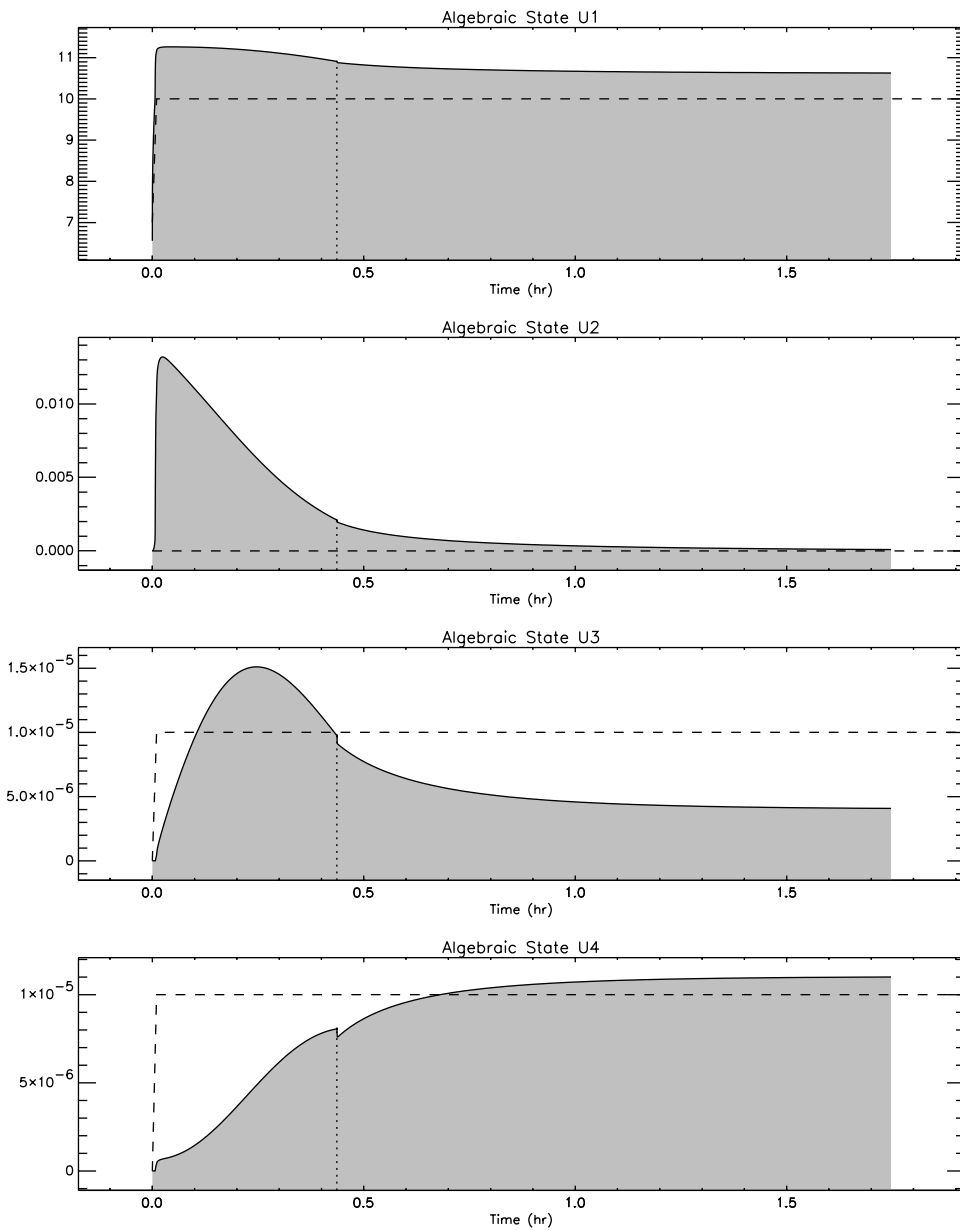 Algebraic State U1
11
10
9
8
7
0.0 0.5 1.0 1.5
Time (hr)
Algebraic State U2
0.010
0.005
0.000
0.0 0.5 1.0 1.5
Time (hr)
Algebraic State U3
1.5×10⁻⁵
1.0×10⁻⁵
5.0×10⁻⁶
0
0.0 0.5 1.0 1.5
Time (hr)
Algebraic State U4
1×10⁻⁵
5×10⁻⁶
0
0.0 0.5 1.0 1.5
Time (hr)